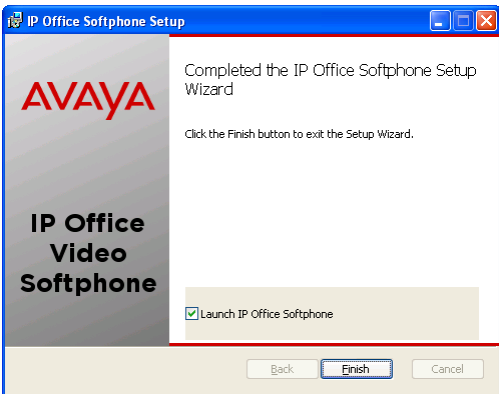 IP Office Softphone Setup
AVAYA
Completed the IP Office Softphone Setup
Wizard
Click the Finish button to exit the Setup Wizard.
IP Office
Video
Softphone
Launch IP Office Softphone
Back
Finish
Cancel